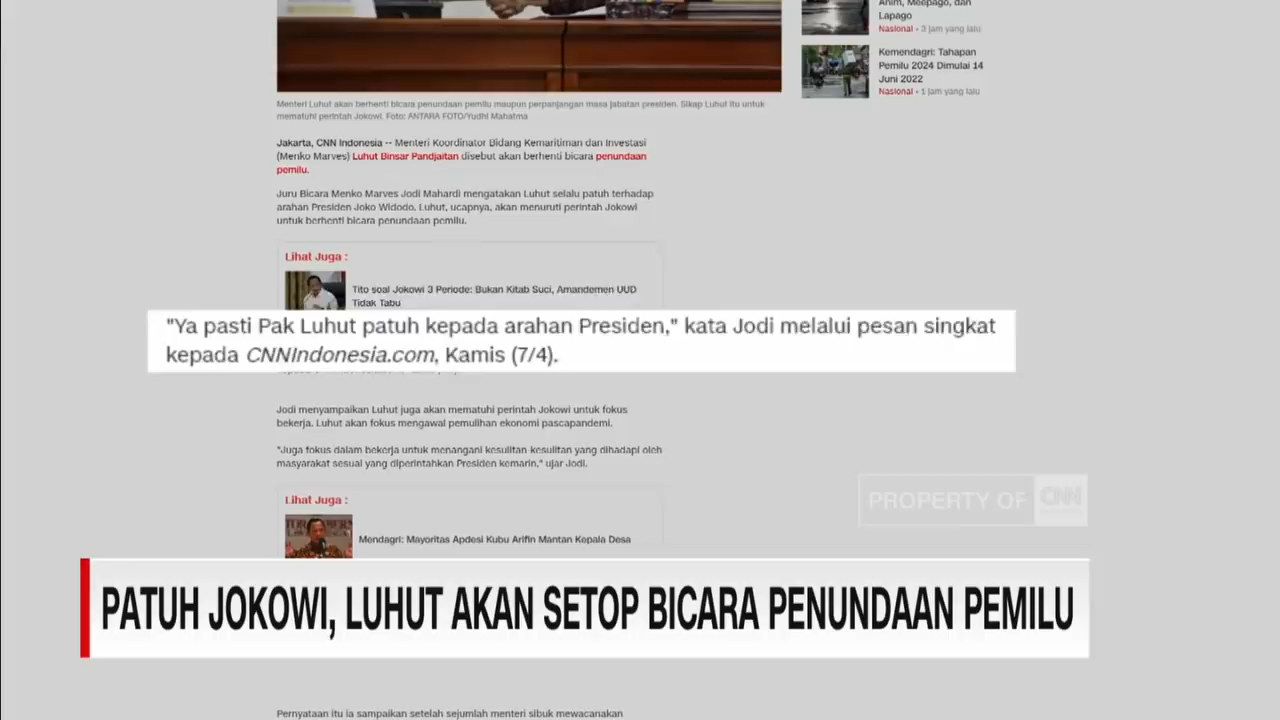 Menteri Luhut akan berhenti bicara penundaan pemilu maupun perpanjangan masa jabatan presiden. Sikap Luhut itu untuk
mematuhi perintah Jokowi. Foto: ANTARA FOTO/Yudhi Mahatma
Jakarta, CNN Indonesia -- Menteri Koordinator Bidang Kemaritiman dan Investasi
(Menko Marves) Luhut Binsar Pandjaitan disebut akan berhenti bicara penundaan
pemilu.
Juru Bicara Menko Marves Jodi Mahardi mengatakan Luhut selalu patuh terhadap
arahan Presiden Joko Widodo. Luhut, ucapnya, akan menuruti perintah Jokowi
untuk berhenti bicara penundaan pemilu.
Lihat Juga :
Tito soal Jokowi 3 Periode: Bukan Kitab Suci, Amandemen UUD
Tidak Tabu
"Ya pasti Pak Luhut patuh kepada arahan Presiden," kata Jodi melalui pesan singkat
kepada CNNIndonesia.com, Kamis (7/4).
Jodi menyampaikan Luhut juga akan mematuhi perintah Jokowi untuk fokus
bekerja. Luhut akan fokus mengawal pemulihan ekonomi pascapandemi.
"Juga fokus dalam bekerja untuk menangani kesulitan-kesulitan yang dihadapi oleh
masyarakat sesuai yang diperintahkan Presiden kemarin," ujar Jodi.
Lihat Juga :
Mendagri: Mayoritas Apdesi Kubu Arifin Mantan Kepala Desa
Pernyataan itu ia sampaikan setelah sejumlah menteri sibuk mewacanakan
Anim, Meepago, dan
Lapago
Nasional • 3 jam yang lalu
Kemendagri: Tahapan
Pemilu 2024 Dimulai 14
Juni 2022
Nasional • 1 jam yang lalu
PROPERTY OF CNN
PATUH JOKOWI, LUHUT AKAN SETOP BICARA PENUNDAAN PEMILU